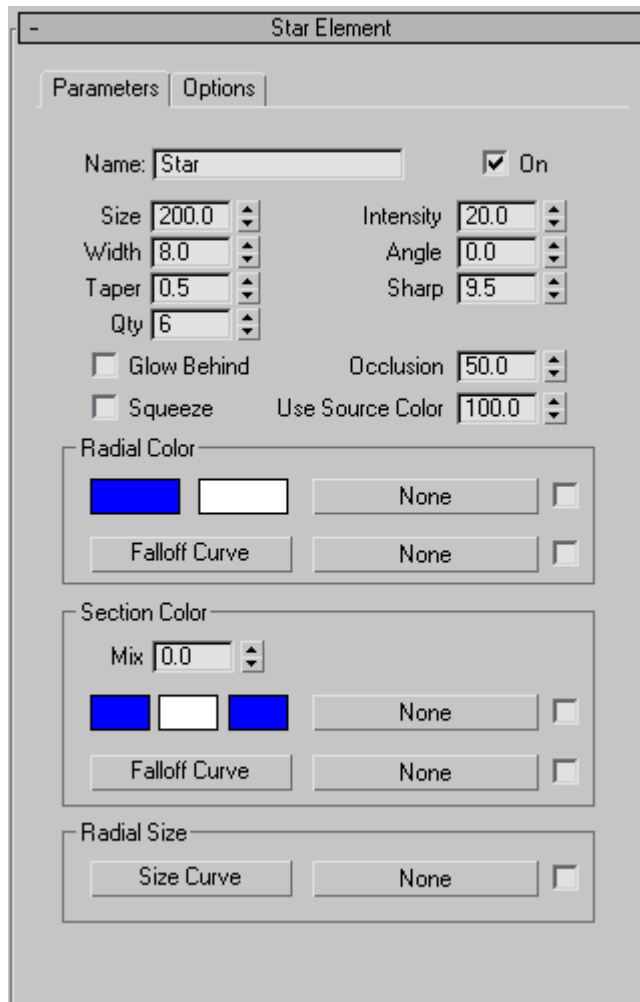 - Star Element
Parameters Options
Name: Star On
Size 200.0 Intensity 20.0
Width 8.0 Angle 0.0
Taper 0.5 Sharp 9.5
Qty 6
Glow Behind Occlusion 50.0
Squeeze Use Source Color 100.0
Radial Color
None
Falloff Curve None
Section Color
Mix 0.0
None
Falloff Curve None
Radial Size
Size Curve None